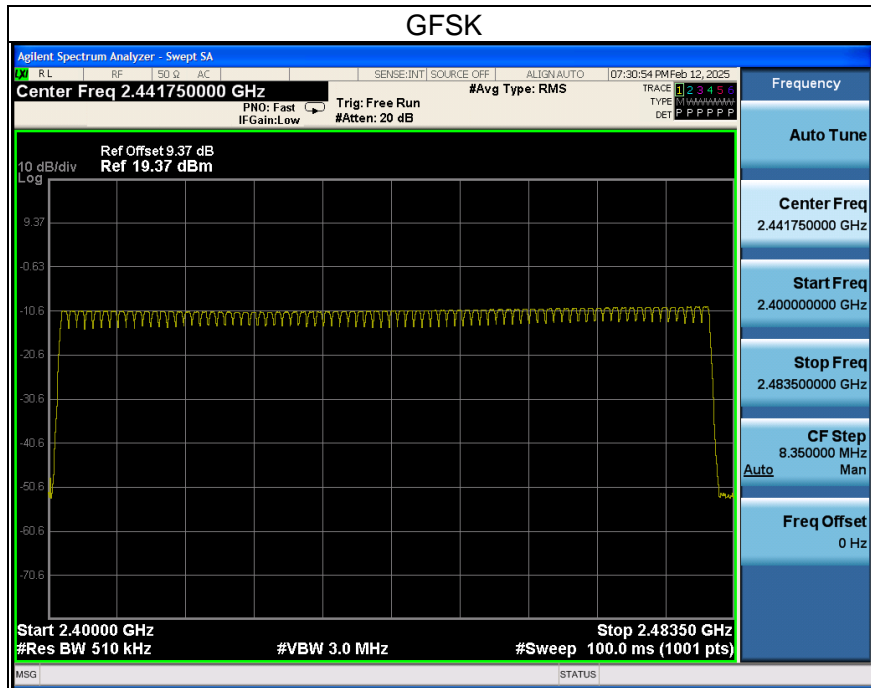 GFSK
Agilent Spectrum Analyzer - Swept SA
LXI RL RF 50 Ω AC SENSE:INT SOURCE OFF ALIGN AUTO 07:30:54 PM Feb 12, 2025
Center Freq 2.441750000 GHz #Avg Type: RMS TRACE 1 2 3 4 5 6
PNO: Fast Trig: Free Run TYPE M WWWWW
IFGain:Low #Atten: 20 dB DET P P P P P P
Ref Offset 9.37 dB
10 dB/div Ref 19.37 dBm
Log
9.37
-0.63
-10.6
-20.6
-30.6
-40.6
-50.6
-60.6
-70.6
Start 2.40000 GHz Stop 2.48350 GHz
#Res BW 510 kHz #VBW 3.0 MHz #Sweep 100.0 ms (1001 pts)
MSG STATUS
Frequency
Auto Tune
Center Freq
2.441750000 GHz
Start Freq
2.400000000 GHz
Stop Freq
2.483500000 GHz
CF Step
8.350000 MHz
Auto Man
Freq Offset
0 Hz